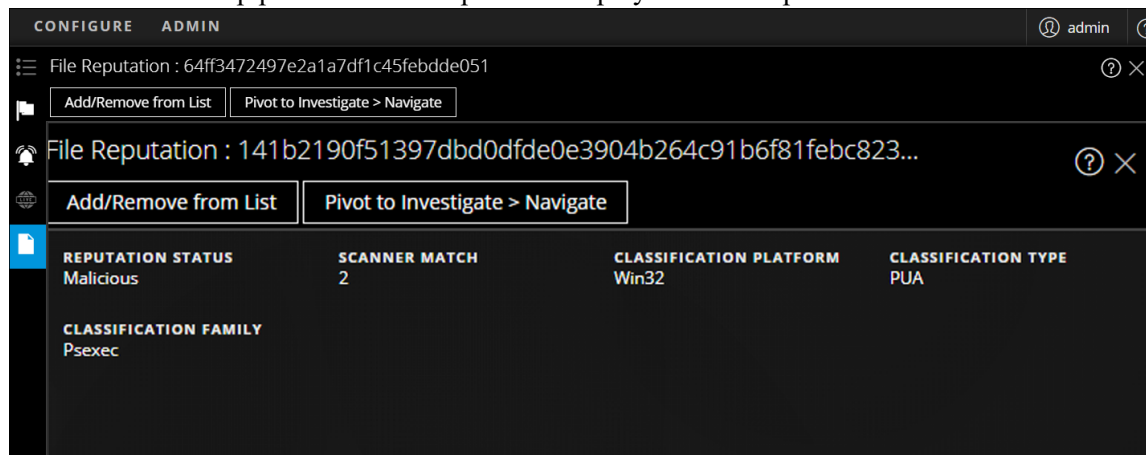 CONFIGURE ADMIN admin
File Reputation : 64ff3472497e2a1a7df1c45febdde051
Add/Remove from List Pivot to Investigate > Navigate
File Reputation : 141b2190f51397dbd0dfde0e3904b264c91b6f81febc823...
Add/Remove from List Pivot to Investigate > Navigate
REPUTATION STATUS SCANNER MATCH CLASSIFICATION PLATFORM CLASSIFICATION TYPE
Malicious 2 Win32 PUA
CLASSIFICATION FAMILY
Psexec